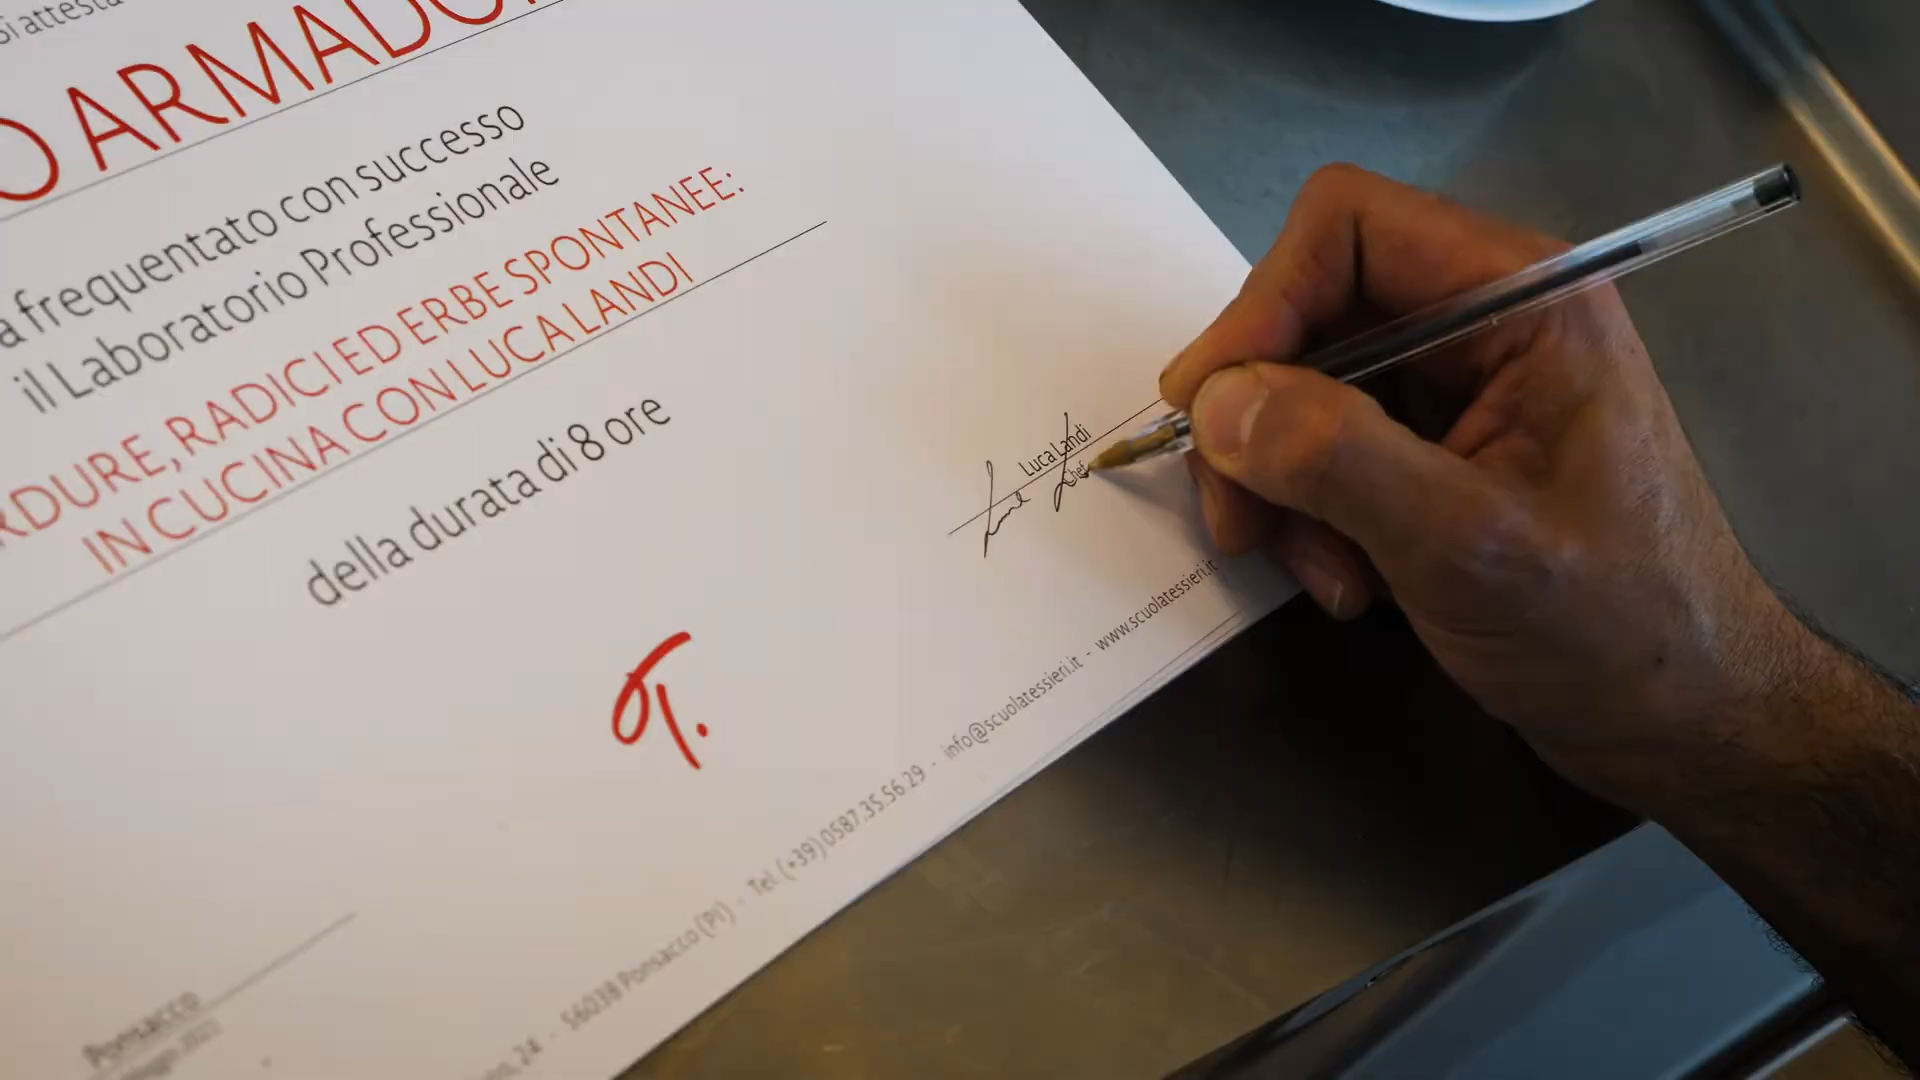 Si attesta
O ARMADO
a frequentato con successo
il Laboratorio Professionale
RDURE, RADICI ED ERBE SPONTANEE:
IN CUCINA CON LUCA LANDI
della durata di 8 ore
Luca Landi
Chef
Ponsacco
24 - 56038 Ponsacco (PI) - Tel. (+39) 0587.35.56.29 - info@scuolatessieri.it - www.scuolatessieri.it